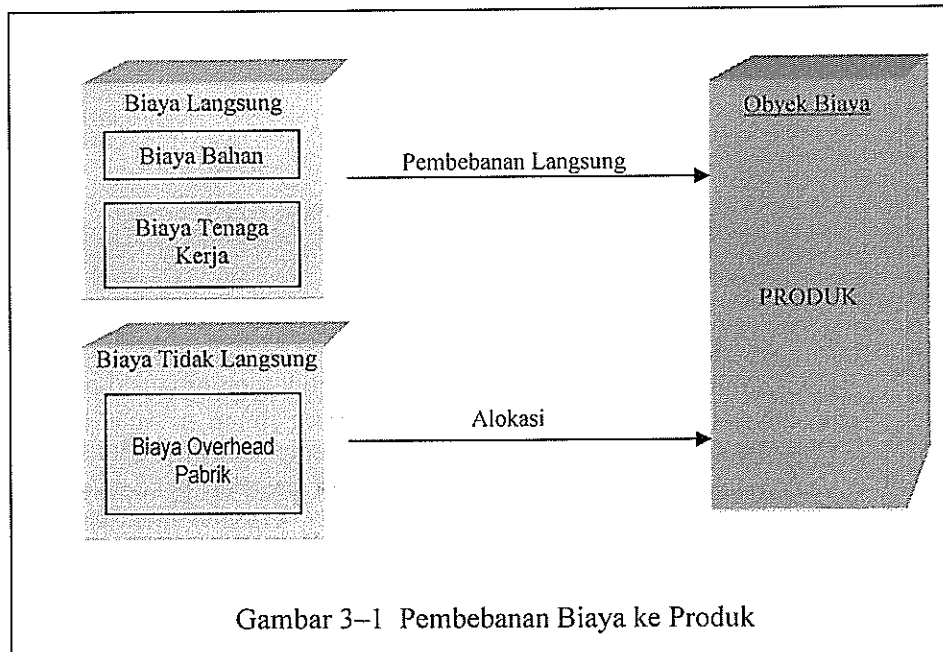 Biaya Langsung
Biaya Bahan
Biaya Tenaga
Kerja
Pembebanan Langsung
Obyek Biaya
PRODUK
Biaya Tidak Langsung
Biaya Overhead
Pabrik
Alokasi
Gambar 3–1 Pembebanan Biaya ke Produk